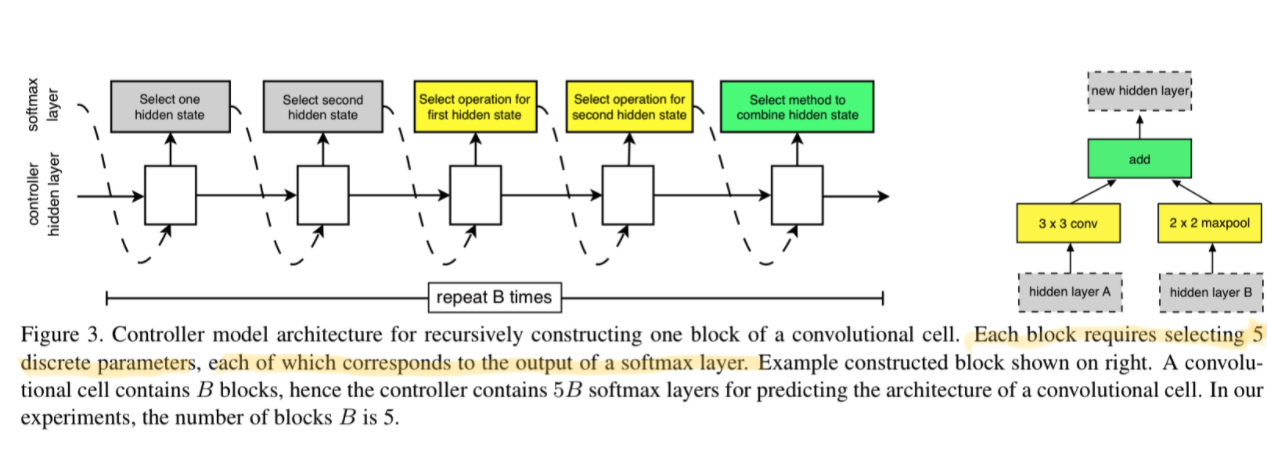 softmax
layer
controller
hidden layer
Select one
hidden state
Select second
hidden state
Select operation for
first hidden state
Select operation for
second hidden state
Select method to
combine hidden state
repeat B times
new hidden layer
add
3 x 3 conv
2 x 2 maxpool
hidden layer A
hidden layer B
Figure 3. Controller model architecture for recursively constructing one block of a convolutional cell. Each block requires selecting 5
discrete parameters, each of which corresponds to the output of a softmax layer. Example constructed block shown on right. A convolu-
tional cell contains B blocks, hence the controller contains 5B softmax layers for predicting the architecture of a convolutional cell. In our
experiments, the number of blocks B is 5.